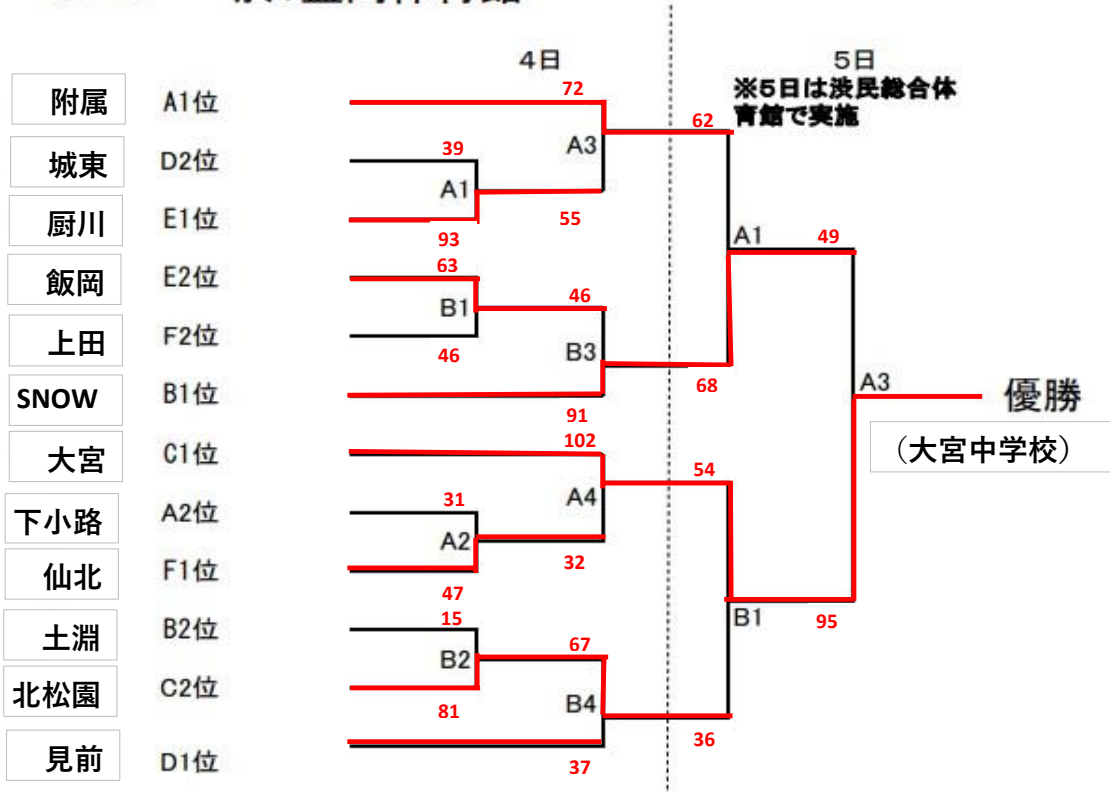 4日
5日
※5日は渋民総合体
育館で実施
附属 A1位
72
62
A3
城東 D2位
39
A1
厨川 E1位
55
93
A1 49
飯岡 E2位
63
46
B1
上田 F2位
46
B3
68
SNOW B1位
91
A3
優勝
(大宮中学校)
大宮 C1位
102
54
A4
下小路 A2位
31
A2
32
仙北 F1位
47
B1 95
土淵 B2位
15
67
B2
北松園 C2位
81
B4
36
見前 D1位
37